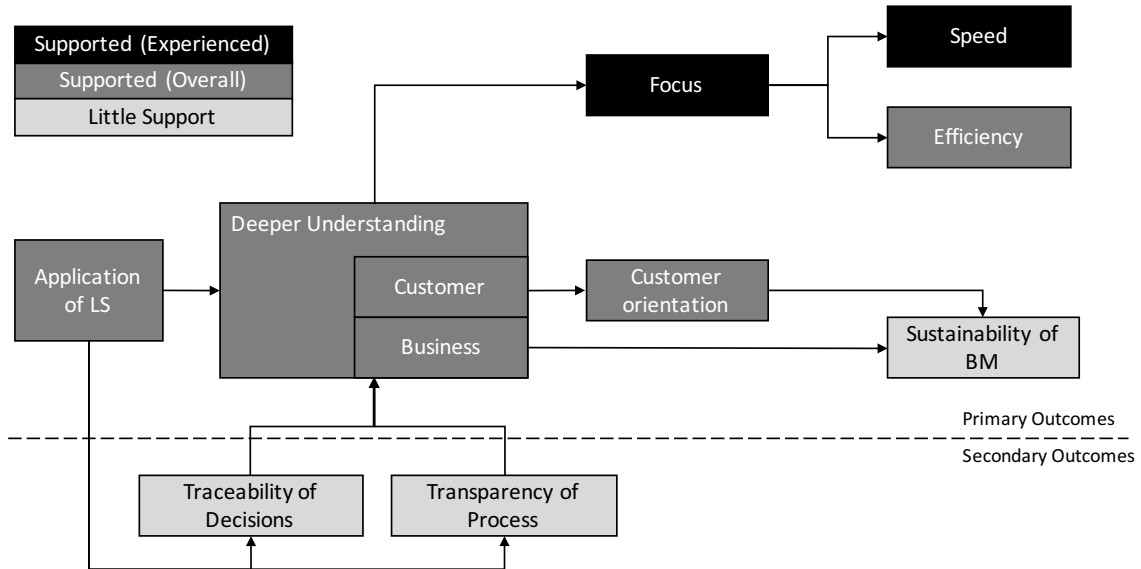 Supported (Experienced)
Supported (Overall)
Little Support
Speed
Focus
Efficiency
Deeper Understanding
Application
of LS
Customer
Customer
orientation
Business
Sustainability of
BM
Primary Outcomes
Secondary Outcomes
Traceability of
Decisions
Transparency of
Process